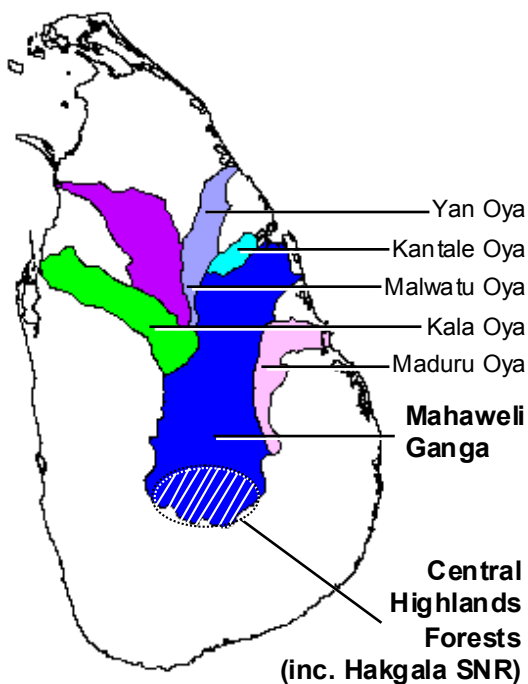 Yan Oya
Kantale Oya
Malwatu Oya
Kala Oya
Maduru Oya
Mahaweli
Ganga
Central
Highlands
Forests
(inc. Hakgala SNR)